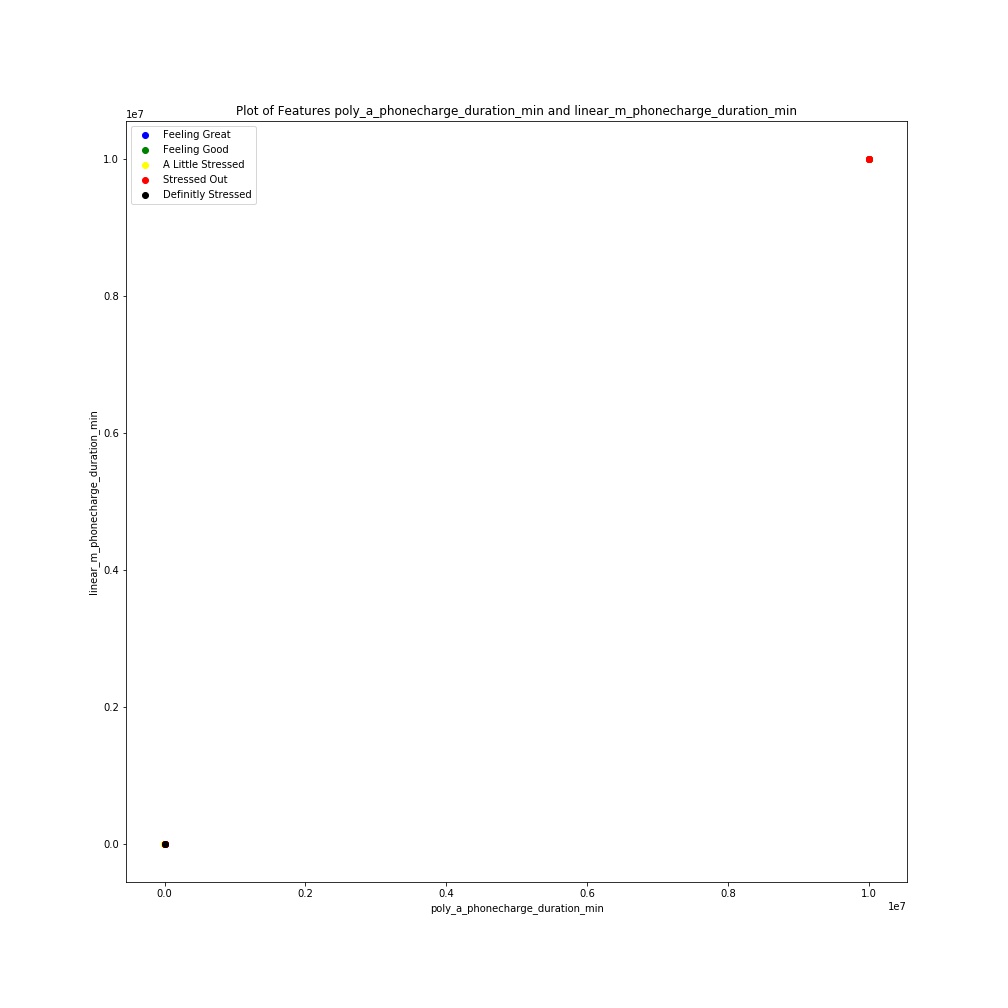 Plot of Features poly_a_phonecharge_duration_min and linear_m_phonecharge_duration_min
1e7
Feeling Great
Feeling Good
A Little Stressed
Stressed Out
Definitly Stressed
1.0
0.8
0.6
0.4
0.2
0.0
linear_m_phonecharge_duration_min
0.0 0.2 0.4 0.6 0.8 1.0
1e7
poly_a_phonecharge_duration_min